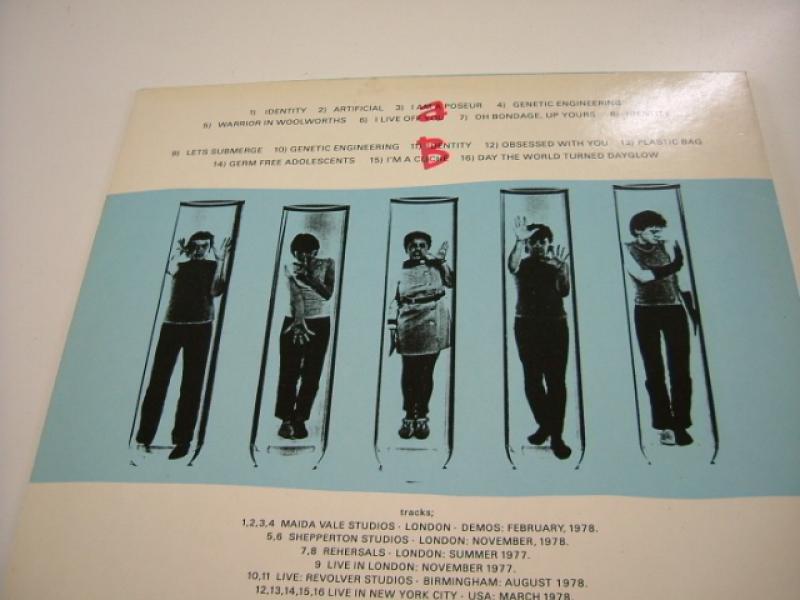 1) IDENTITY 2) ARTIFICIAL 3) I AM A POSEUR 4) GENETIC ENGINEERING
a
5) WARRIOR IN WOOLWORTHS 6) I LIVE OFF YOU 7) OH BONDAGE, UP YOURS 8) IDENTITY
9) LETS SUBMERGE 10) GENETIC ENGINEERING 11) IDENTITY 12) OBSESSED WITH YOU 13) PLASTIC BAG
B
14) GERM FREE ADOLESCENTS 15) I'M A CLICHE 16) DAY THE WORLD TURNED DAYGLOW
tracks;
1,2,3,4 MAIDA VALE STUDIOS · LONDON · DEMOS: FEBRUARY, 1978.
5,6 SHEPPERTON STUDIOS · LONDON: NOVEMBER, 1978.
7,8 REHERSALS · LONDON: SUMMER 1977.
9 LIVE IN LONDON: NOVEMBER 1977.
10,11 LIVE: REVOLVER STUDIOS · BIRMINGHAM: AUGUST 1978.
12,13,14,15,16 LIVE IN NEW YORK CITY · USA: MARCH 1978.